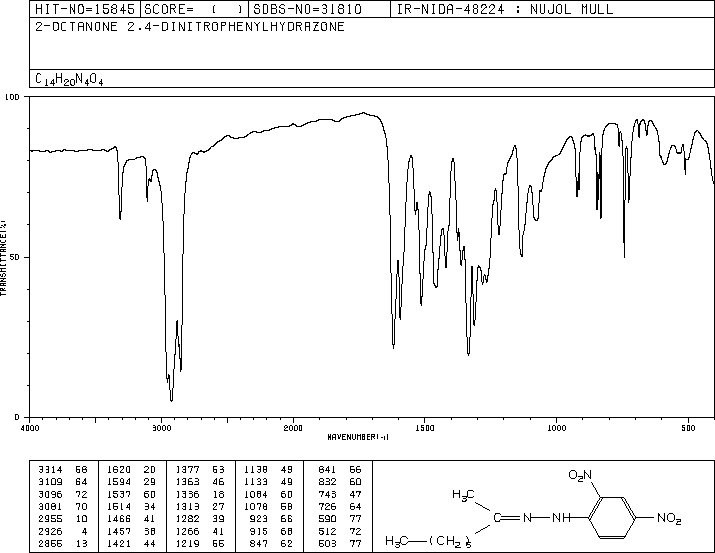 HIT-NO=15845 SCORE= ( ) SDBS-NO=31810 IR-NIDA-48224 : NUJOL MULL
2-OCTANONE 2,4-DINITROPHENYLHYDRAZONE
C14H20N4O4
100
50
0
TRANSMITTANCE(%)
4000 3000 2000 1500 1000 500
WAVENUMBER(-1)
3314 1620 20 1377 53 1138 49 841 56
3109 64 1594 29 1363 46 1133 49 832 60
3096 72 1537 60 1336 18 1084 60 743 47
3081 70 1514 34 1313 27 1078 58 726 64
2955 10 1466 41 1282 39 923 66 590 77
2926 4 1457 38 1266 41 915 68 512 72
2855 13 1421 44 1219 55 847 62 503 77
O2N
H3C
C=N-NH
NO2
H3C-(CH2)5